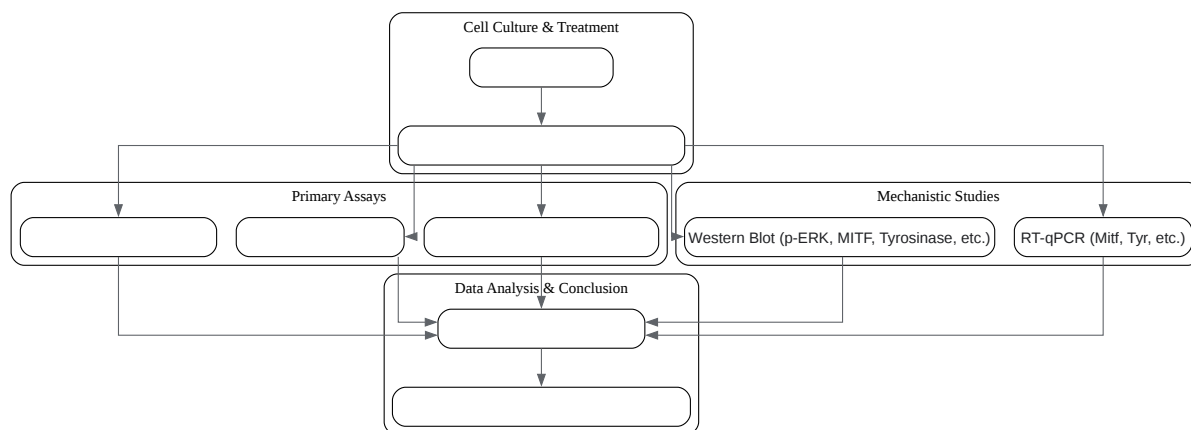 Cell Culture & Treatment
Primary Assays
Mechanistic Studies
Western Blot (p-ERK, MITF, Tyrosinase, etc.)
RT-qPCR (Mitf, Tyr, etc.)
Data Analysis & Conclusion